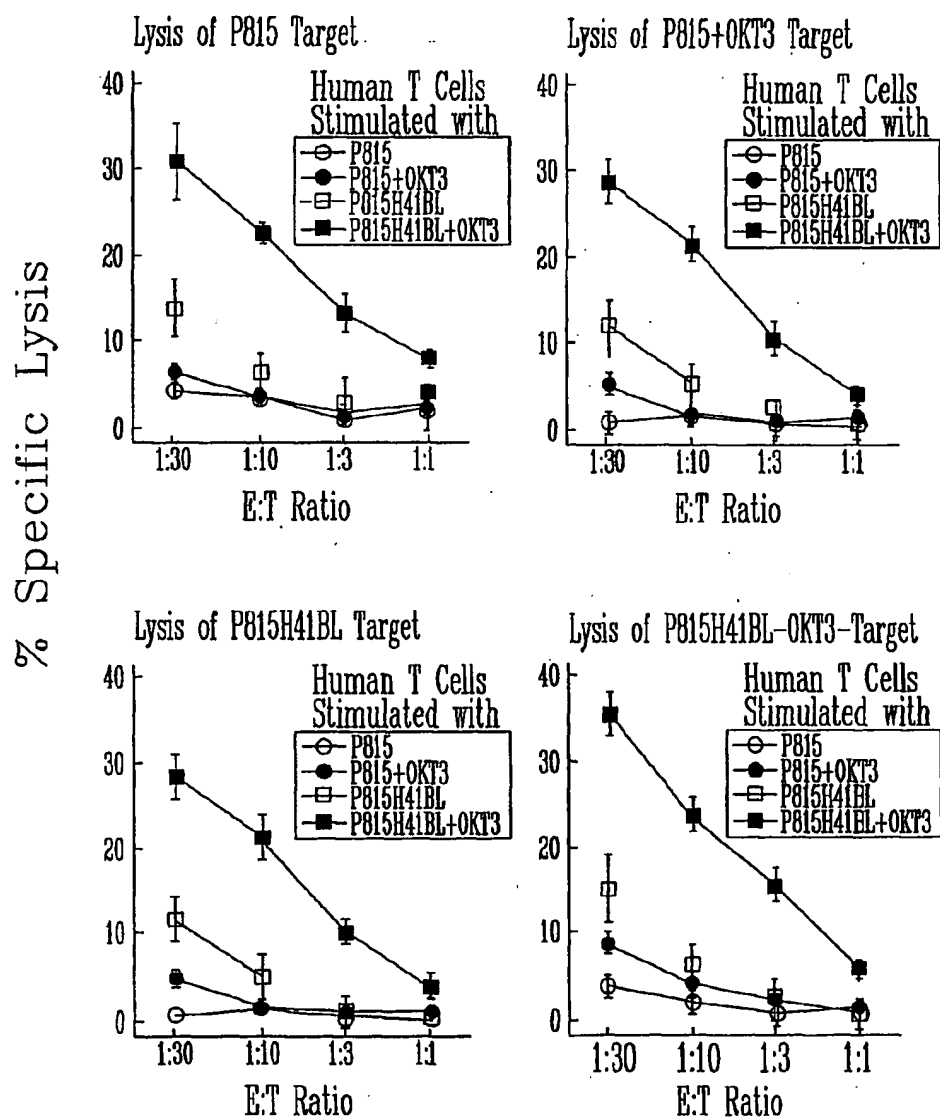 % Specific Lysis
Lysis of P815 Target
40
30
20
10
0
Human T Cells
Stimulated with
P815
P815+OKT3
P815H41BL
P815H41BL+OKT3
1:30 1:10 1:3 1:1
E:T Ratio
Lysis of P815+OKT3 Target
40
30
20
10
0
Human T Cells
Stimulated with
P815
P815+OKT3
P815H41BL
P815H41BL+OKT3
1:30 1:10 1:3 1:1
E:T Ratio
Lysis of P815H41BL Target
40
30
20
10
0
Human T Cells
Stimulated with
P815
P815+OKT3
P815H41BL
P815H41BL+OKT3
1:30 1:10 1:3 1:1
E:T Ratio
Lysis of P815H41BL-OKT3-Target
40
30
20
10
0
Human T Cells
Stimulated with
P815
P815+OKT3
P815H41BL
P815H41BL+OKT3
1:30 1:10 1:3 1:1
E:T Ratio